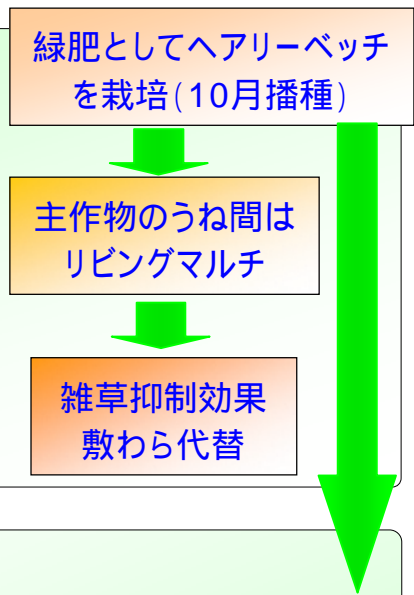 緑肥としてヘアリーベッチ
を栽培(10月播種)
主作物のうね間は
リビングマルチ
雑草抑制効果
敷わら代替